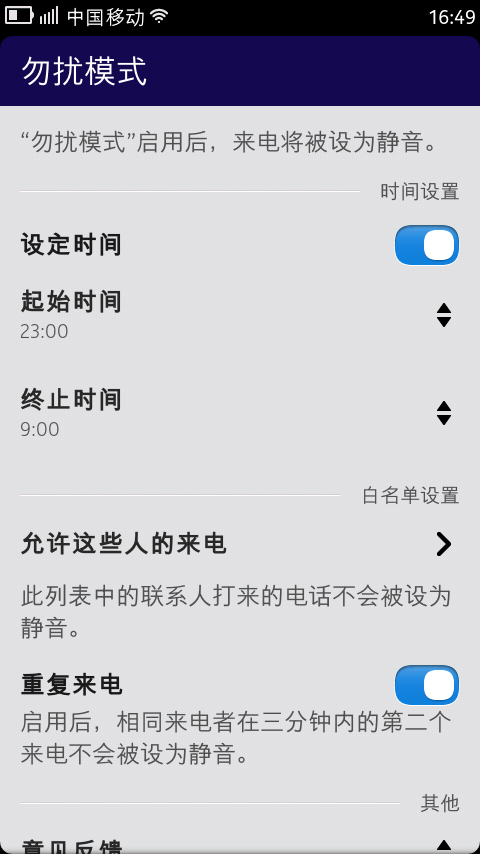 中国移动 16:49
勿扰模式
“勿扰模式”启用后，来电将被设为静音。
时间设置
设定时间
起始时间
23:00
终止时间
9:00
白名单设置
允许这些人的来电
此列表中的联系人打来的电话不会被设为
静音。
重复来电
启用后，相同来电者在三分钟内的第二个
来电不会被设为静音。
其他
意见反馈